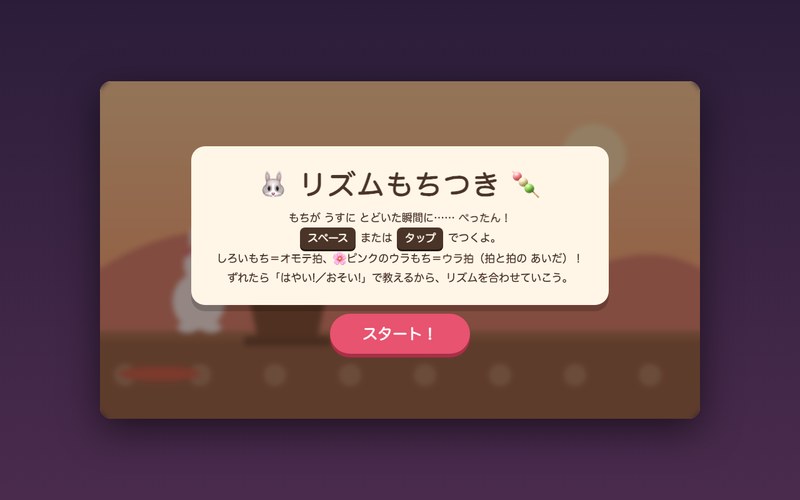 🐰 リズムもちつき 🍡
もちが うすに とどいた瞬間に…… ぺったん！
スペース または タップ でつくよ。
しろいもち＝オモテ拍、🌸ピンクのウラもち＝ウラ拍（拍と拍の あいだ）！
ずれたら「はやい!／おそい!」で教えるから、リズムを合わせていこう。
スタート！